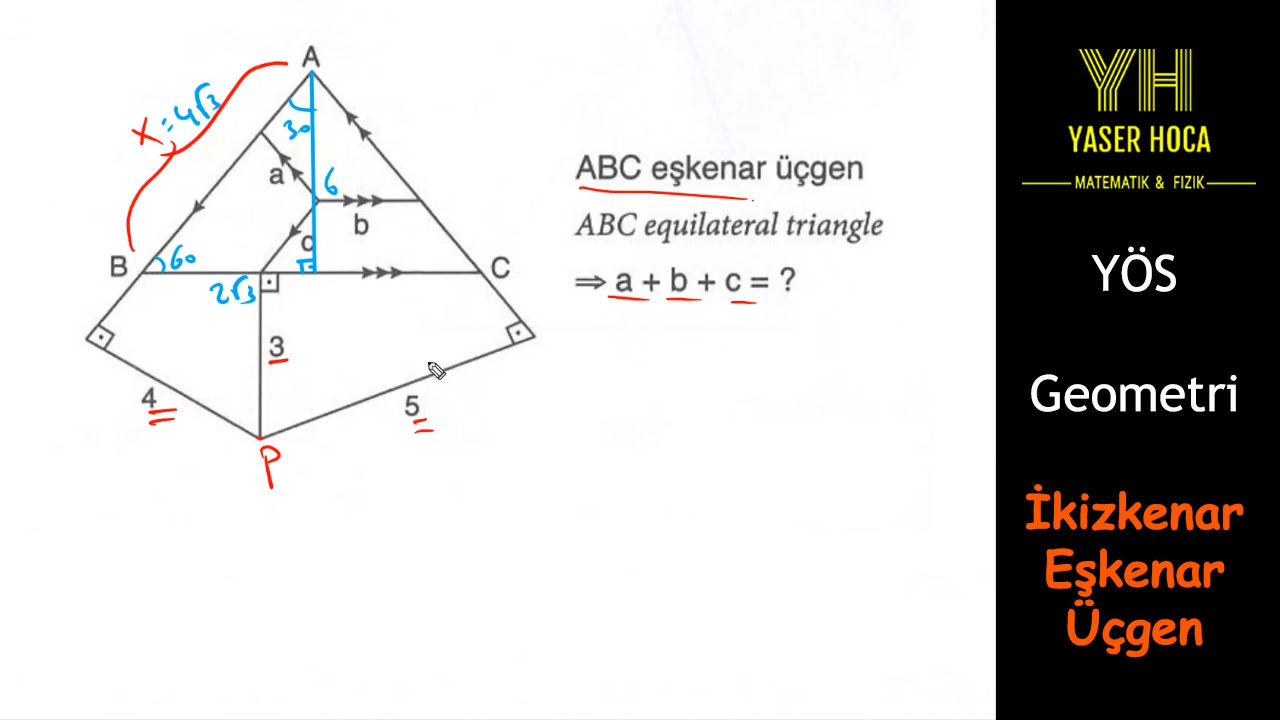 A
x = 4√3
30
a
6
b
c
B
60
C
2√3
3
4
5
P
ABC eşkenar üçgen
ABC equilateral triangle
⇒ a + b + c = ?
YH
YASER HOCA
MATEMATIK & FIZIK
YÖS
Geometri
İkizkenar
Eşkenar
Üçgen